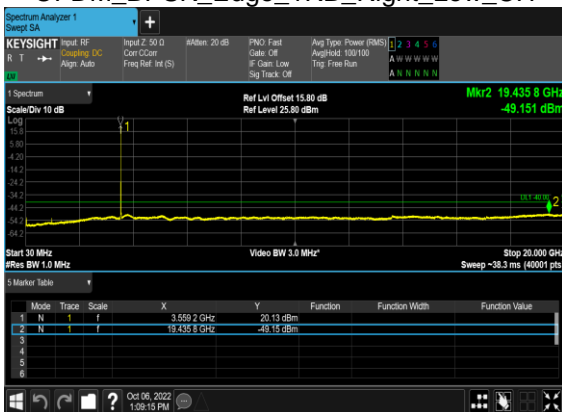 Spectrum Analyzer 1
Swept SA
KEYSIGHT
R T
Input: RF
Coupling: DC
Align: Auto
Input Z: 50 Ω
Corr CCorr
Freq Ref: Int (S)
#Atten: 20 dB
PNO: Fast
Gate: Off
IF Gain: Low
Sig Track: Off
Avg Type: Power (RMS)
Avg|Hold: 100/100
Trig: Free Run
1 2 3 4 5 6
A W W W W W
A N N N N N
1 Spectrum
Scale/Div 10 dB
Ref Lvl Offset 15.80 dB
Ref Level 25.80 dBm
Mkr2 19.435 8 GHz
-49.151 dBm
Log
15.8
5.80
-4.20
-14.2
-24.2
-34.2
-44.2
-54.2
-64.2
1
2
Start 30 MHz
#Res BW 1.0 MHz
Video BW 3.0 MHz*
Stop 20.000 GHz
Sweep ~38.3 ms (40001 pts)
5 Marker Table
Mode Trace Scale X Y Function Function Width Function Value
1 N 1 f 3.559 2 GHz 20.13 dBm
2 N 1 f 19.435 8 GHz -49.15 dBm
3
4
5
6
Oct 06, 2022
1:09:15 PM